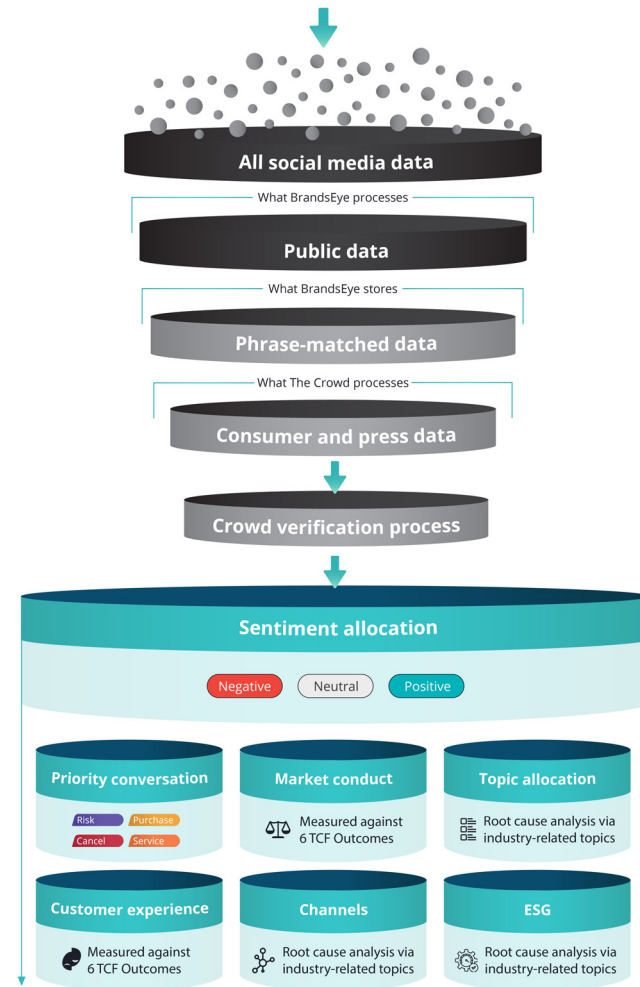 All social media data
What BrandsEye processes
Public data
What BrandsEye stores
Phrase-matched data
What The Crowd processes
Consumer and press data
Crowd verification process
Sentiment allocation
Negative
Neutral
Positive
Priority conversation
Risk
Purchase
Cancel
Service
Market conduct
Measured against
6 TCF Outcomes
Topic allocation
Root cause analysis via
industry-related topics
Customer experience
Measured against
6 TCF Outcomes
Channels
Root cause analysis via
industry-related topics
ESG
Root cause analysis via
industry-related topics